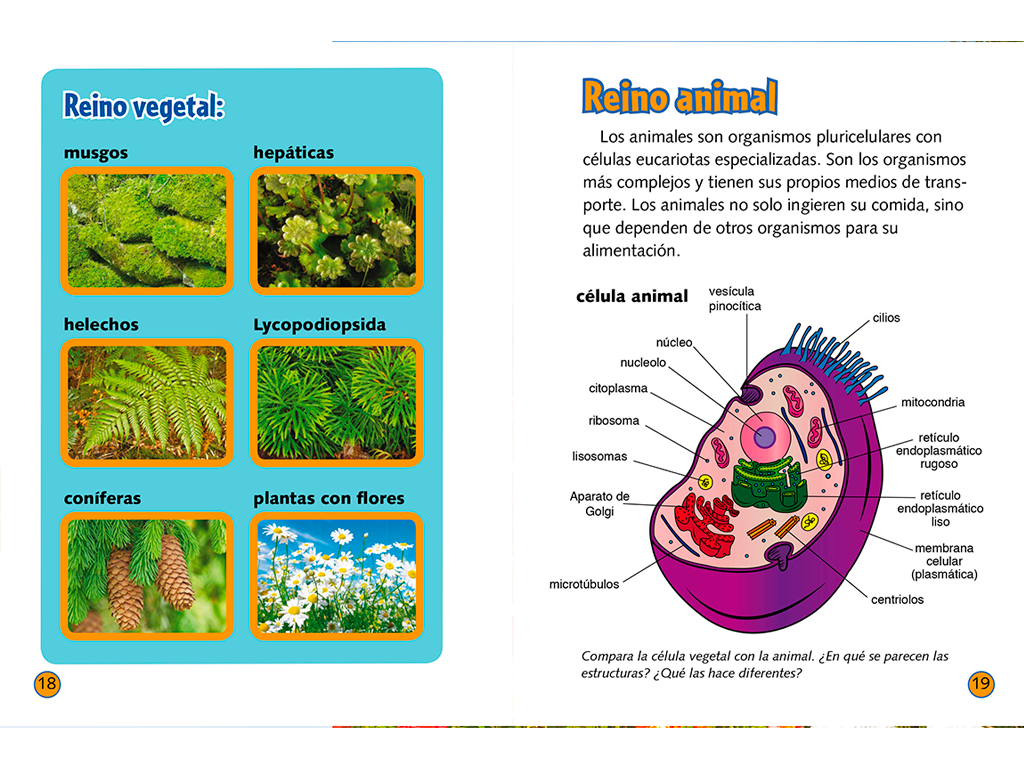 Reino vegetal:
musgos
hepáticas
helechos
Lycopodiopsida
coníferas
plantas con flores
18
Reino animal
Los animales son organismos pluricelulares con
células eucariotas especializadas. Son los organismos
más complejos y tienen sus propios medios de trans-
porte. Los animales no solo ingieren su comida, sino
que dependen de otros organismos para su
alimentación.
célula animal
vesícula
pinocítica
cilios
núcleo
nucleolo
citoplasma
ribosoma
lisosomas
Aparato de
Golgi
microtúbulos
mitocondria
retículo
endoplasmático
rugoso
retículo
endoplasmático
liso
membrana
celular
(plasmática)
centriolos
Compara la célula vegetal con la animal. ¿En qué se parecen las
estructuras? ¿Qué las hace diferentes?
19